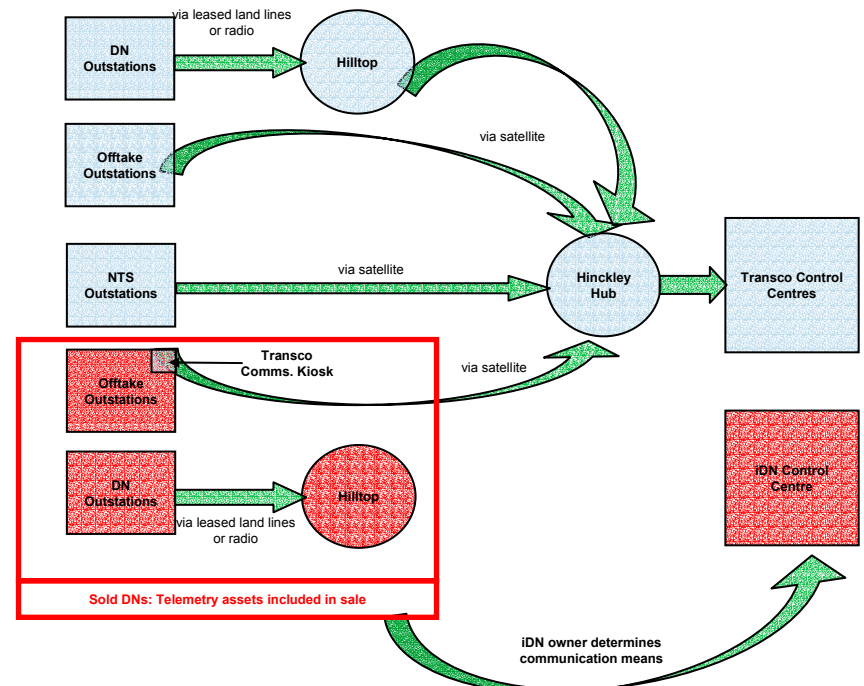 via leased land lines
or radio
DN
Outstations
Hilltop
Offtake
Outstations
via satellite
NTS
Outstations
via satellite
Hinckley
Hub
Transco Control
Centres
Offtake
Outstations
Transco
Comms. Kiosk
via satellite
DN
Outstations
Hilltop
via leased land lines
or radio
iDN Control
Centre
Sold DNs: Telemetry assets included in sale
iDN owner determines
communication means